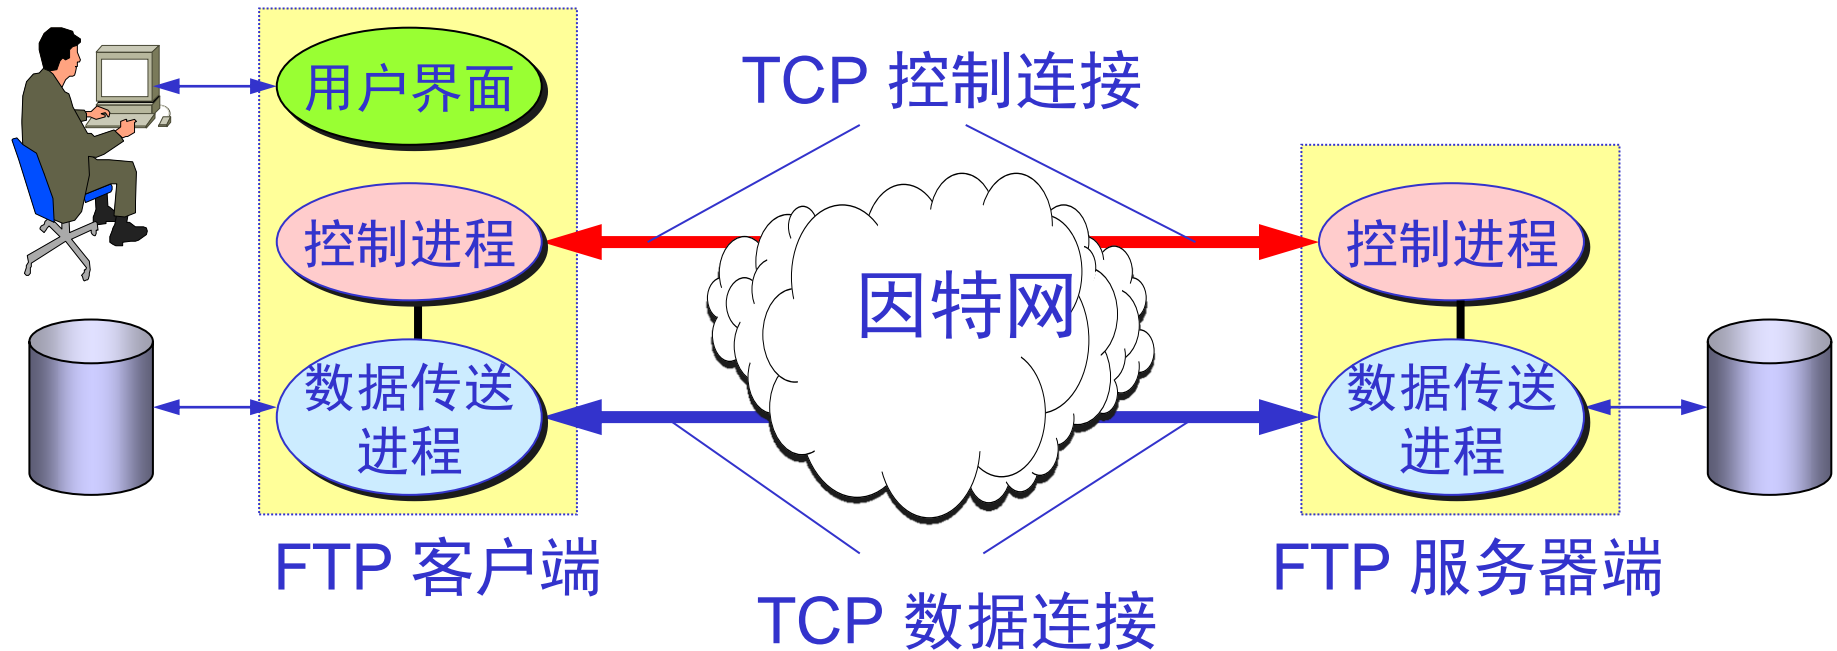 用户界面
TCP 控制连接
控制进程
控制进程
因特网
数据传送
进程
数据传送
进程
FTP 客户端
FTP 服务器端
TCP 数据连接